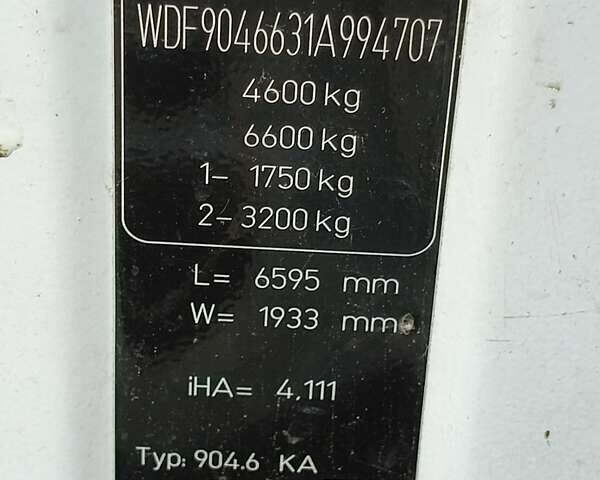 WDF9046631A994707
4600 kg
6600 kg
1- 1750 kg
2- 3200 kg
L= 6595 mm
W= 1933 mm
iHA= 4,111
Typ: 904.6 KA